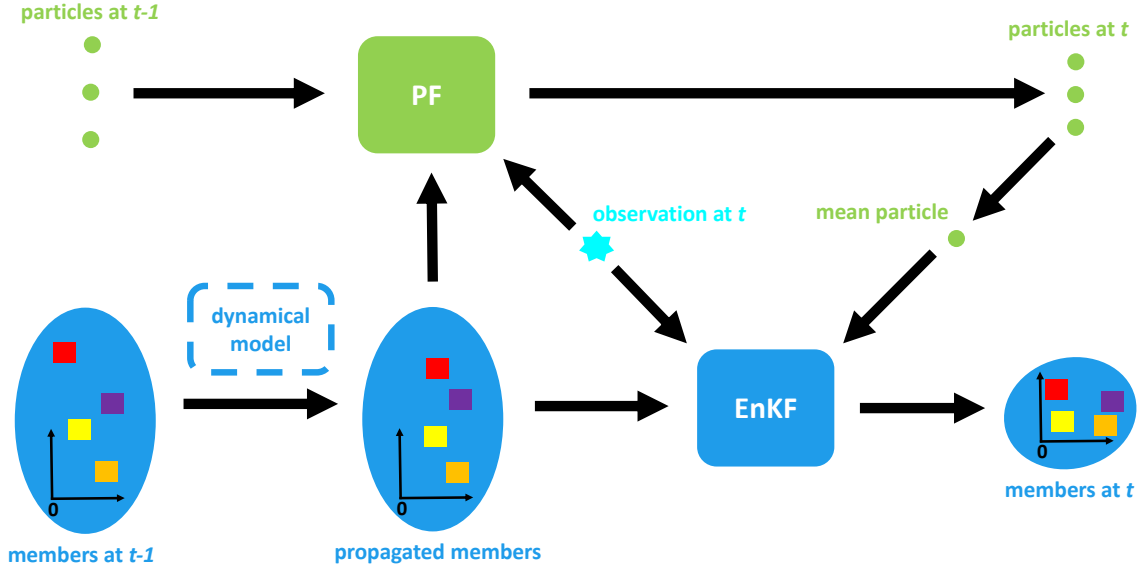 particles at t-1
particles at t
PF
observation at t
mean particle
dynamical
model
EnKF
0
0
0
members at t-1
propagated members
members at t